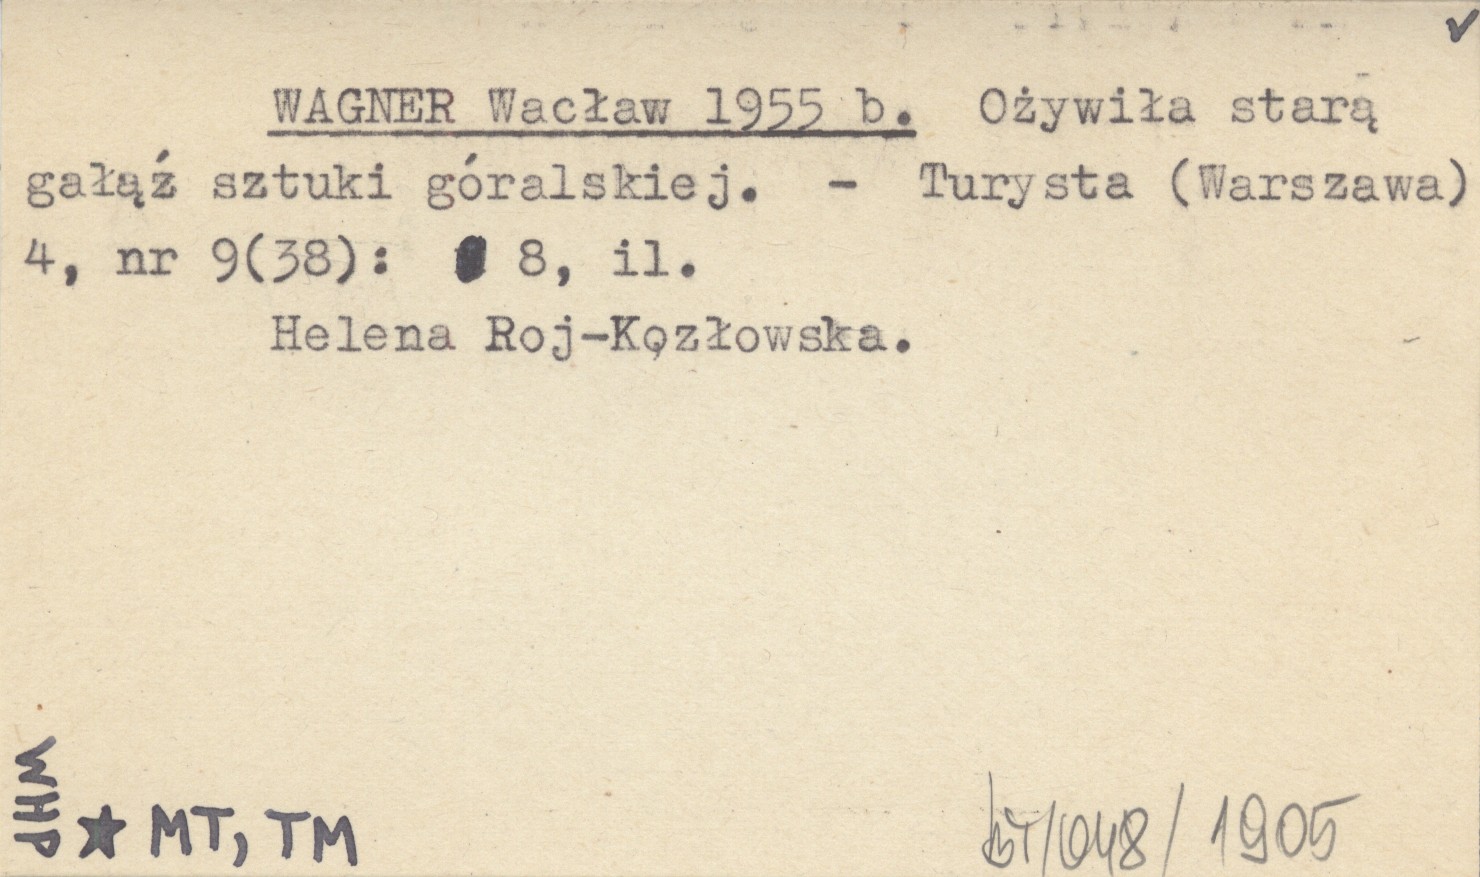 WAGNER Wacław 1955 b. Ożywiła starą
gałąź sztuki góralskiej. - Turysta (Warszawa)
4, nr 9(38): 8, il.
Helena Roj-Kozłowska.
WHP
★ MT, TM
/048/1905